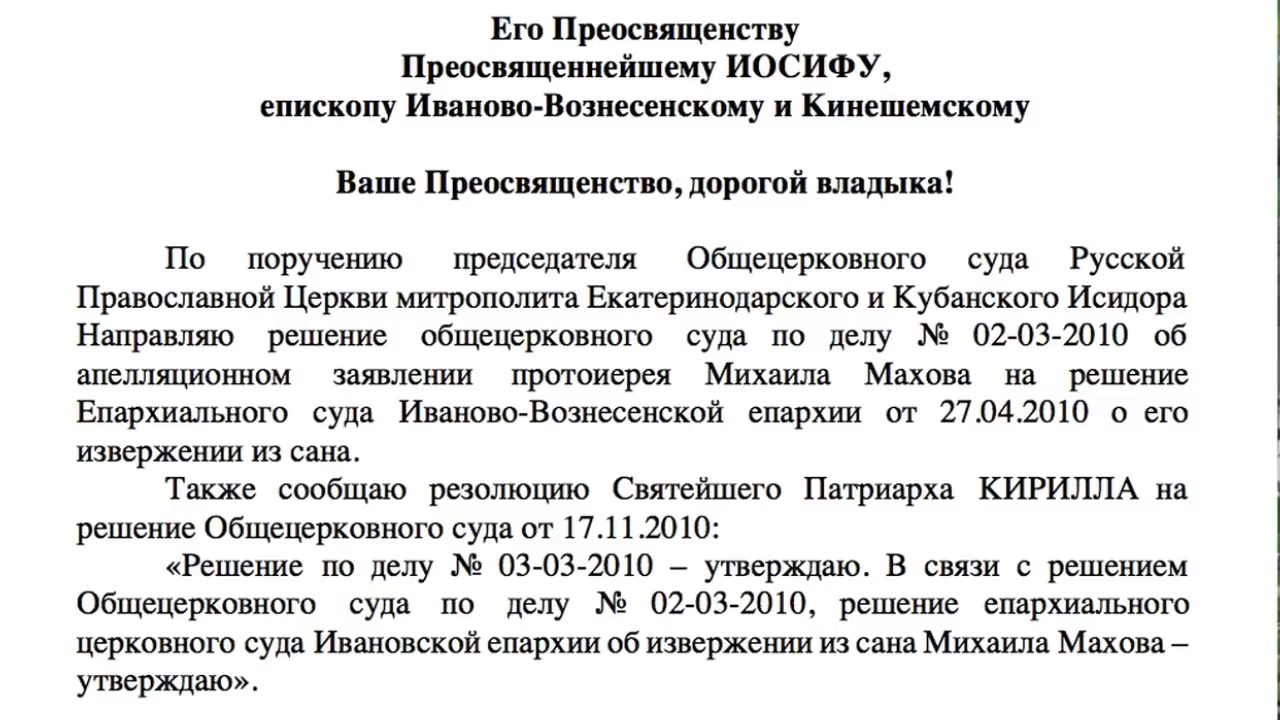 Его Преосвященству
Преосвященнейшему ИОСИФУ,
епископу Иваново-Вознесенскому и Кинешемскому
Ваше Преосвященство, дорогой владыка!
По поручению председателя Общецерковного суда Русской
Православной Церкви митрополита Екатеринодарского и Кубанского Исидора
Направляю решение общецерковного суда по делу № 02-03-2010 об
апелляционном заявлении протоиерея Михаила Махова на решение
Епархиального суда Иваново-Вознесенской епархии от 27.04.2010 о его
извержении из сана.
Также сообщаю резолюцию Святейшего Патриарха КИРИЛЛА на
решение Общецерковного суда от 17.11.2010:
«Решение по делу № 03-03-2010 – утверждаю. В связи с решением
Общецерковного суда по делу № 02-03-2010, решение епархиального
церковного суда Ивановской епархии об извержении из сана Михаила Махова –
утверждаю».